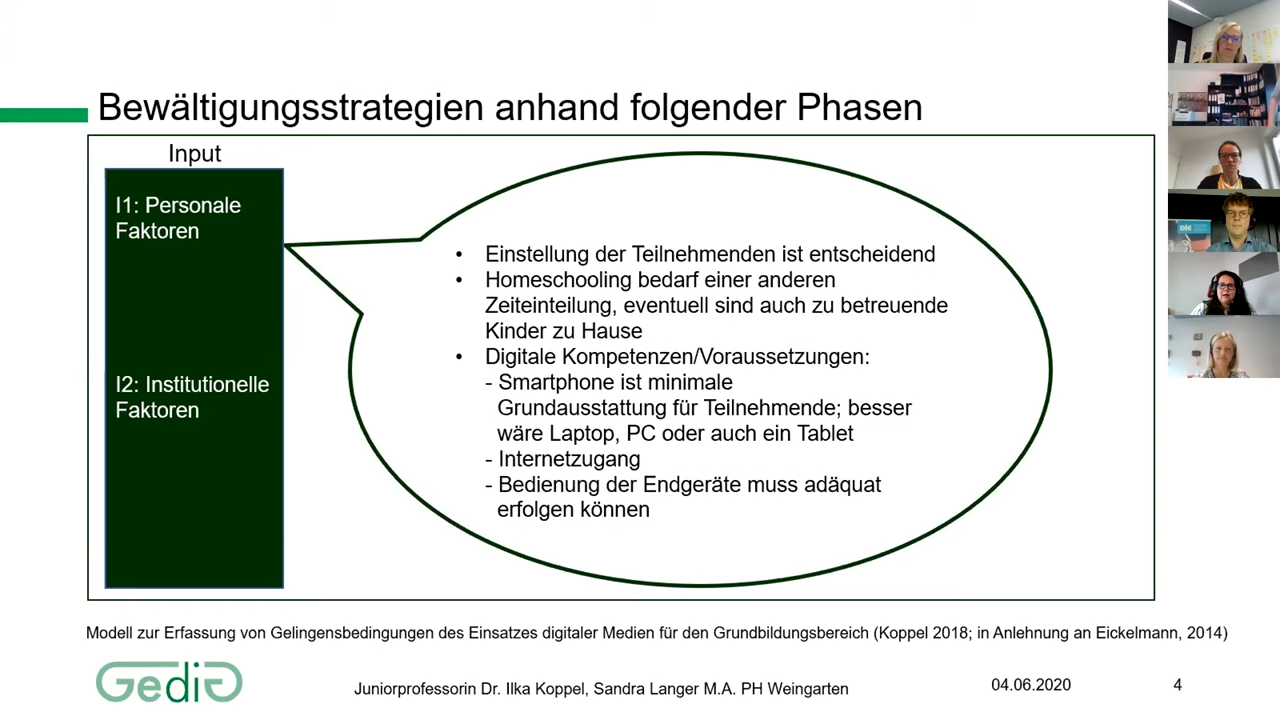 Bewältigungsstrategien anhand folgender Phasen
Input
I1: Personale
Faktoren
I2: Institutionelle
Faktoren
• Einstellung der Teilnehmenden ist entscheidend
• Homeschooling bedarf einer anderen
Zeiteinteilung, eventuell sind auch zu betreuende
Kinder zu Hause
• Digitale Kompetenzen/Voraussetzungen:
- Smartphone ist minimale
Grundausstattung für Teilnehmende; besser
wäre Laptop, PC oder auch ein Tablet
- Internetzugang
- Bedienung der Endgeräte muss adäquat
erfolgen können
Modell zur Erfassung von Gelingensbedingungen des Einsatzes digitaler Medien für den Grundbildungsbereich (Koppel 2018; in Anlehnung an Eickelmann, 2014)
GediG
Juniorprofessorin Dr. Ilka Koppel, Sandra Langer M.A. PH Weingarten
04.06.2020
4
DIE